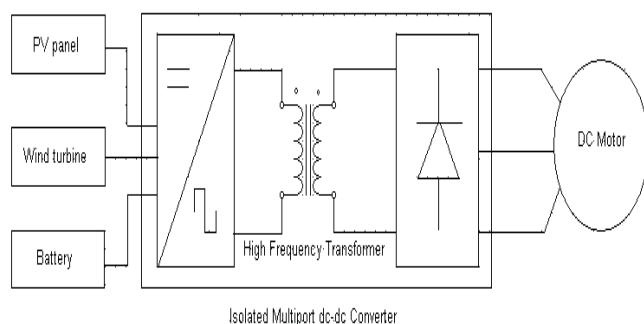 PV panel
Wind turbine
Battery
High Frequency Transformer
DC Motor
Isolated Multiport dc-dc Converter